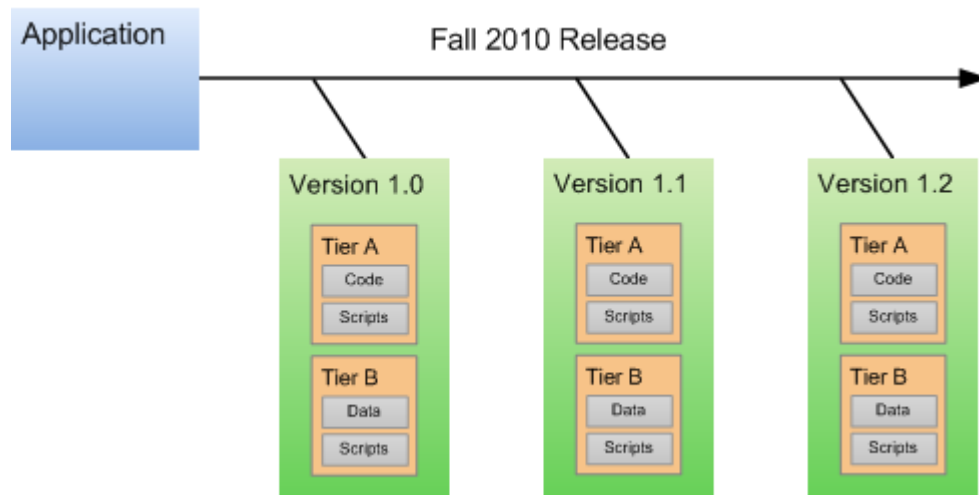 Application
Fall 2010 Release
Version 1.0
Tier A
Code
Scripts
Tier B
Data
Scripts
Version 1.1
Tier A
Code
Scripts
Tier B
Data
Scripts
Version 1.2
Tier A
Code
Scripts
Tier B
Data
Scripts